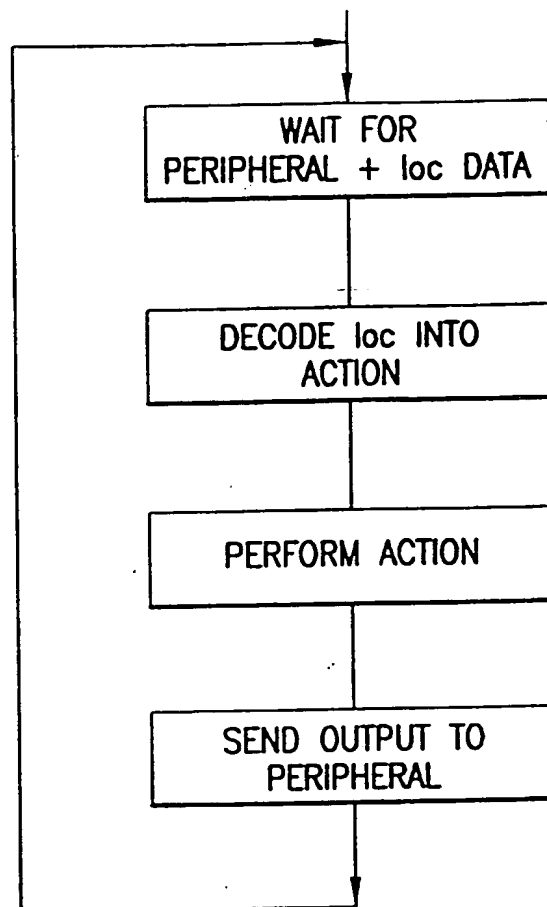 WAIT FOR
PERIPHERAL + loc DATA
DECODE loc INTO
ACTION
PERFORM ACTION
SEND OUTPUT TO
PERIPHERAL